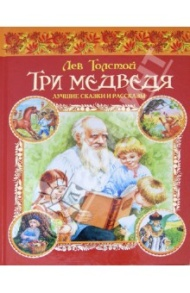 Лев Толстой
ТРИ МЕДВЕДЯ
ЛУЧШИЕ СКАЗКИ И РАССКАЗЫ